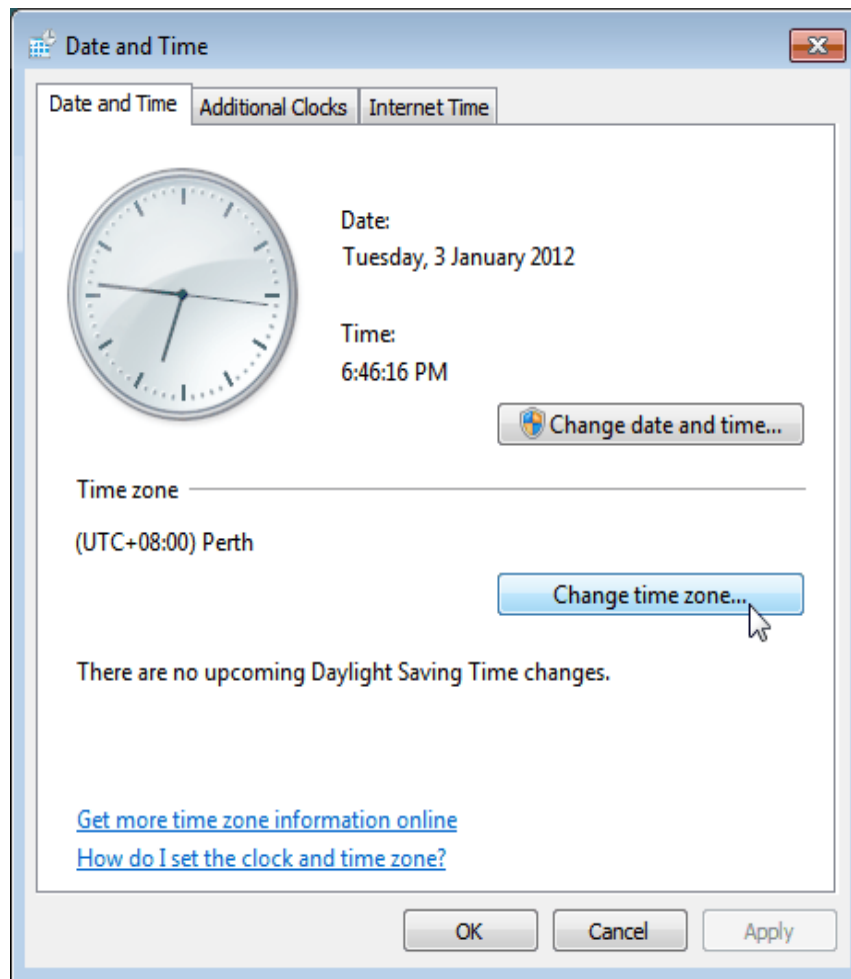 Date and Time
Date and Time
Additional Clocks
Internet Time
Date:
Tuesday, 3 January 2012
Time:
6:46:16 PM
Change date and time...
Time zone
(UTC+08:00) Perth
Change time zone...
There are no upcoming Daylight Saving Time changes.
Get more time zone information online
How do I set the clock and time zone?
OK
Cancel
Apply